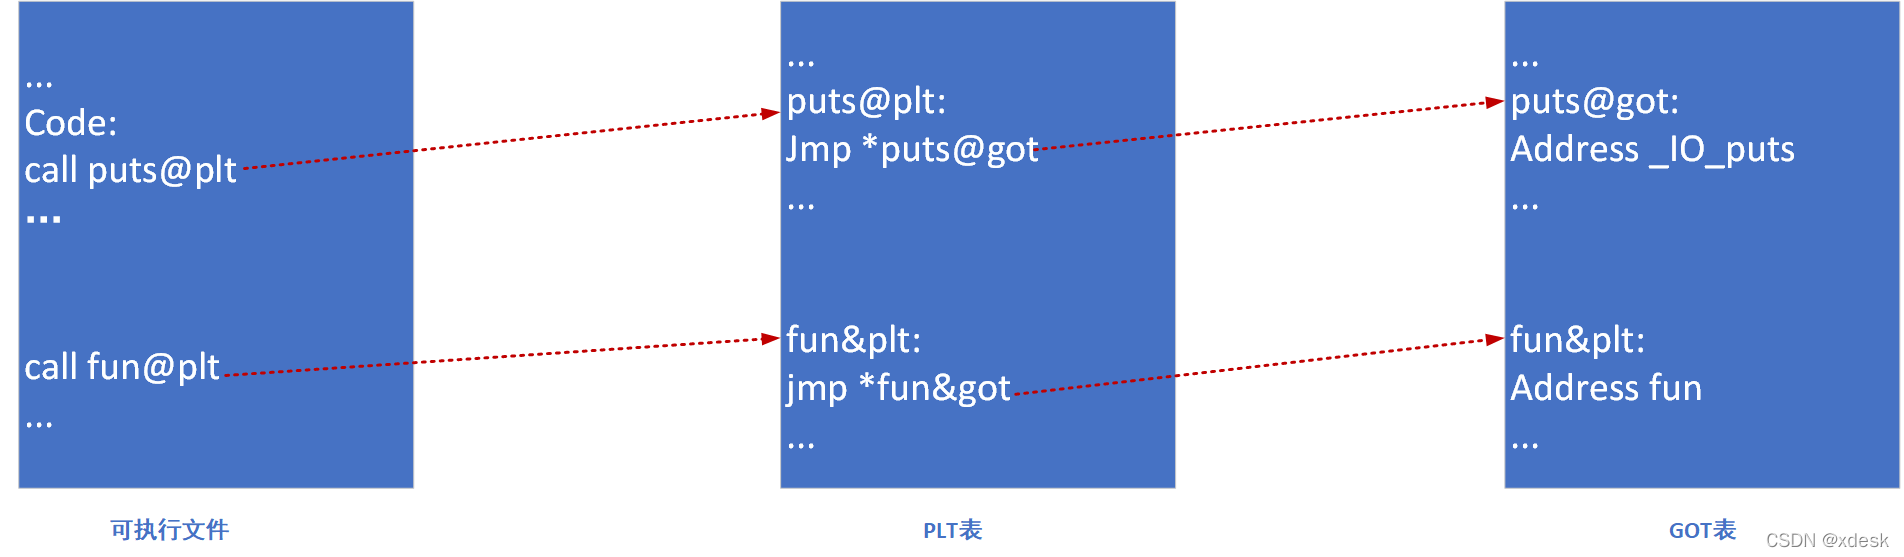 ...
Code:
call puts@plt
...
call fun@plt
...
可执行文件
...
puts@plt:
Jmp *puts@got
...
fun&plt:
jmp *fun&got
...
PLT表
...
puts@got:
Address _IO_puts
...
fun&plt:
Address fun
...
GOT表
CSDN @xdesk